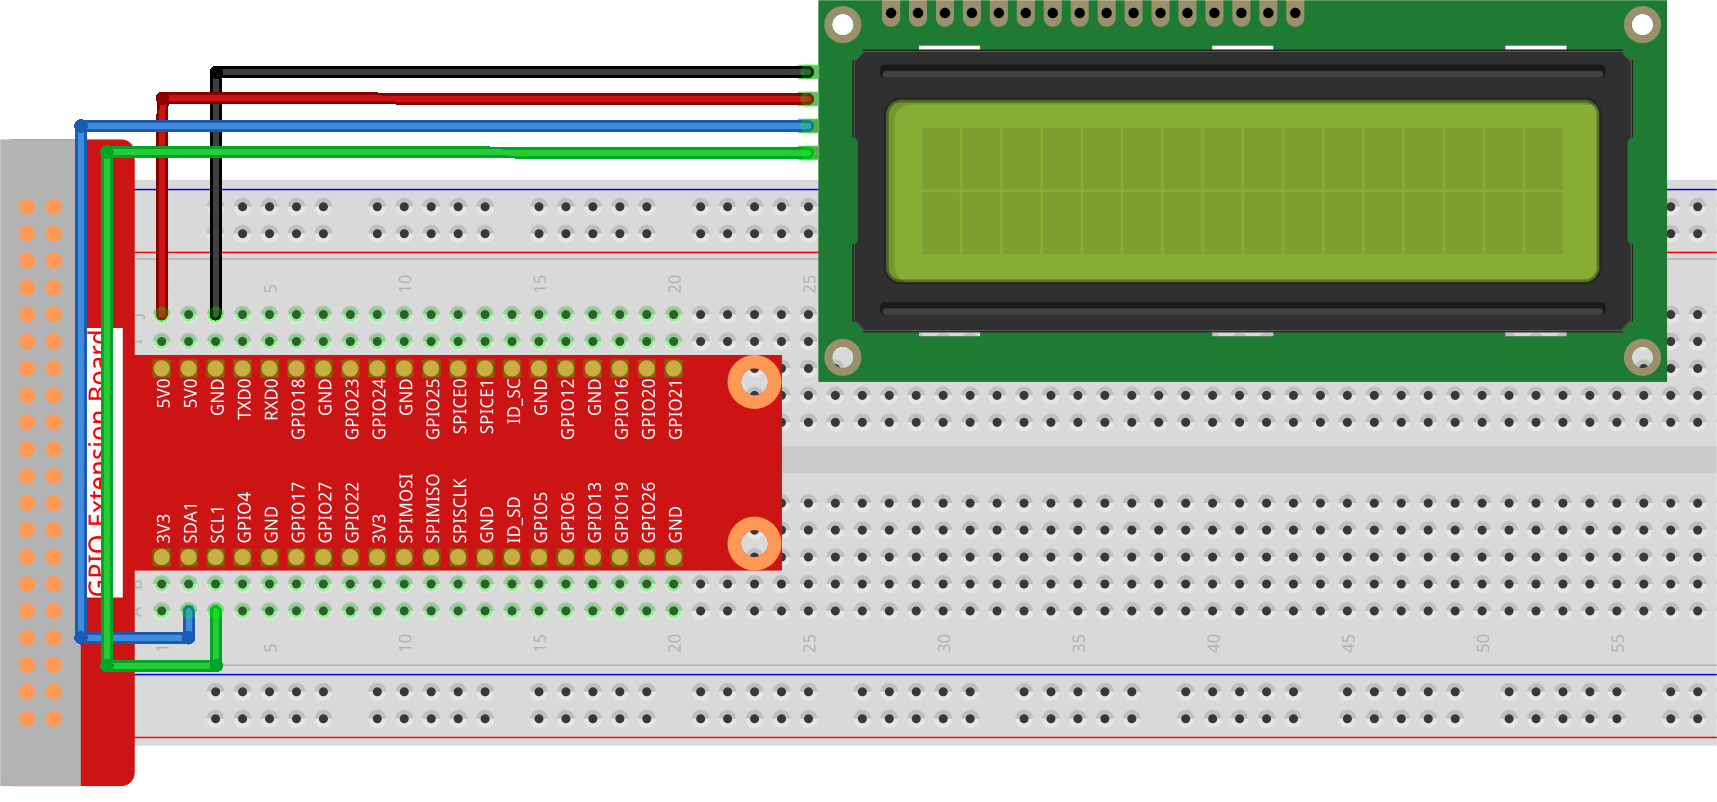 5
10
15
20
25
J
I
5V0
5V0
GND
TXD0
RXD0
GPIO18
GND
GPIO23
GPIO24
GND
GPIO25
SPICE0
SPICE1
ID_SC
GND
GPIO12
GND
GPIO16
GPIO20
GPIO21
GPIO Extension Board
3V3
SDA1
SCL1
GPIO4
GND
GPIO17
GPIO27
GPIO22
3V3
SPIMOSI
SPIMISO
SPISCLK
GND
ID_SD
GPIO5
GPIO6
GPIO13
GPIO19
GPIO26
GND
B
A
1
5
10
15
20
25
30
35
40
45
50
55